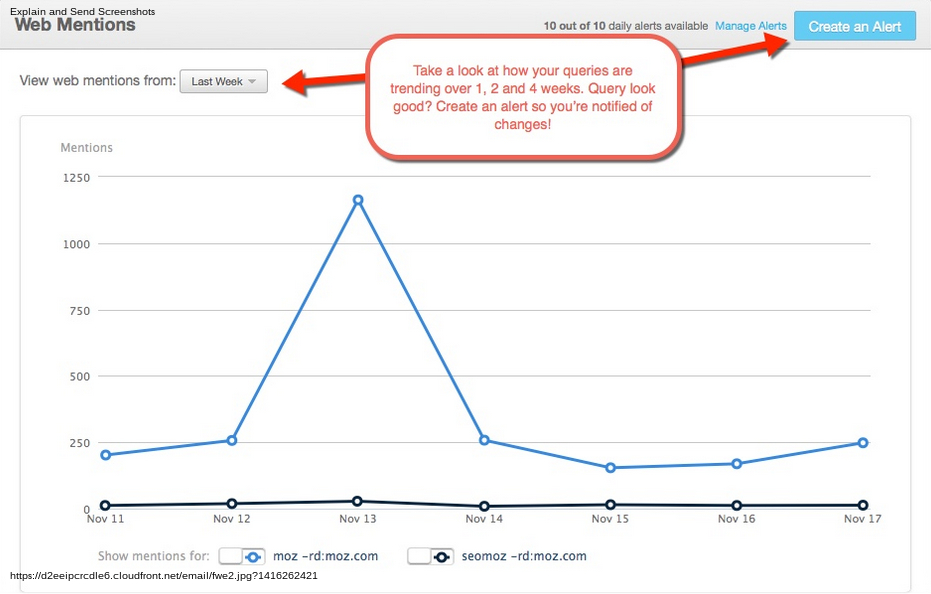 Explain and Send Screenshots
Web Mentions
10 out of 10 daily alerts available Manage Alerts Create an Alert
View web mentions from: Last Week
Take a look at how your queries are
trending over 1, 2 and 4 weeks. Query look
good? Create an alert so you're notified of
changes!
Mentions
1250
1000
750
500
250
0
Nov 11 Nov 12 Nov 13 Nov 14 Nov 15 Nov 16 Nov 17
Show mentions for: moz -rd:moz.com seomoz -rd:moz.com
https://d2eeipcrcdle6.cloudfront.net/email/fwe2.jpg?1416262421